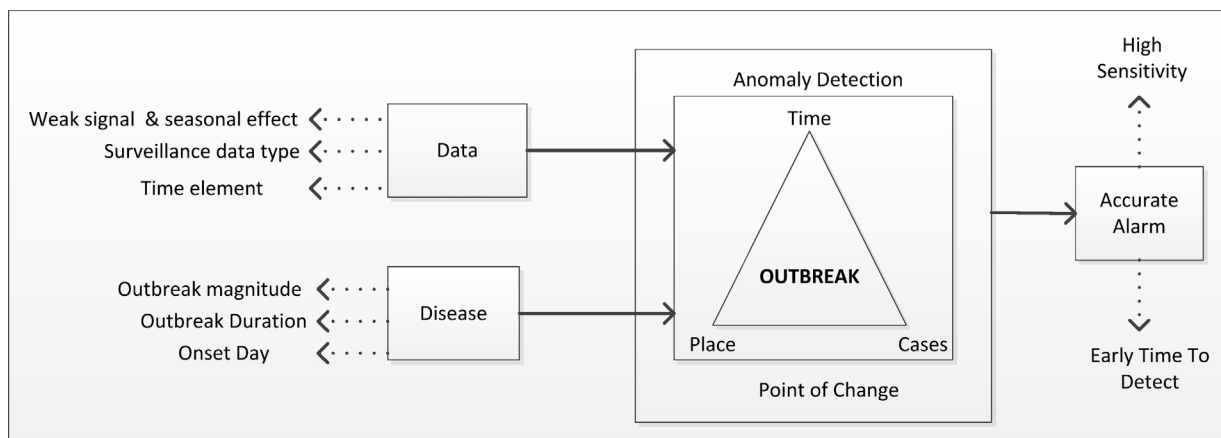 Weak signal & seasonal effect
Surveillance data type
Time element
Data
Outbreak magnitude
Outbreak Duration
Onset Day
Disease
Anomaly Detection
Time
OUTBREAK
Place
Cases
Point of Change
High
Sensitivity
Accurate
Alarm
Early Time To
Detect